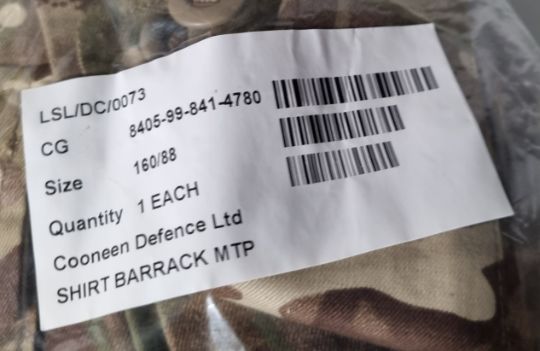 LSL/DC/0073
CG 8405-99-841-4780
Size 160/88
Quantity 1 EACH
Cooneen Defence Ltd
SHIRT BARRACK MTP